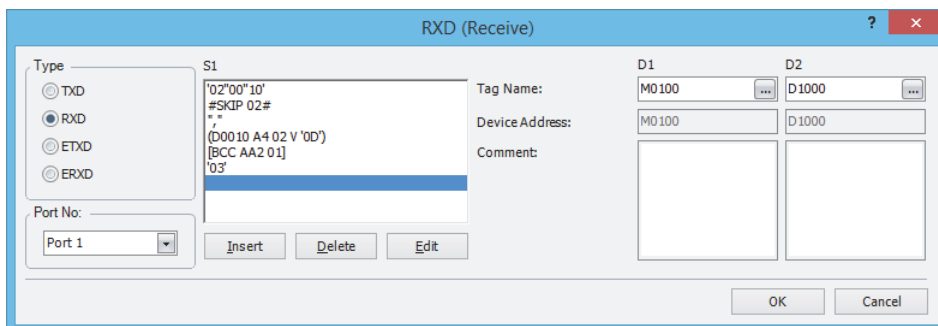 RXD (Receive)
?
×
Type
TXD
RXD
ETXD
ERXD
Port No:
Port 1
S1
'02''00''10'
#SKIP 02#
","
(D0010 A4 02 V '0D')
[BCC AA2 01]
'03'
Insert
Delete
Edit
D1
D2
Tag Name:
M0100
...
D1000
...
Device Address:
M0100
D1000
Comment:
OK
Cancel